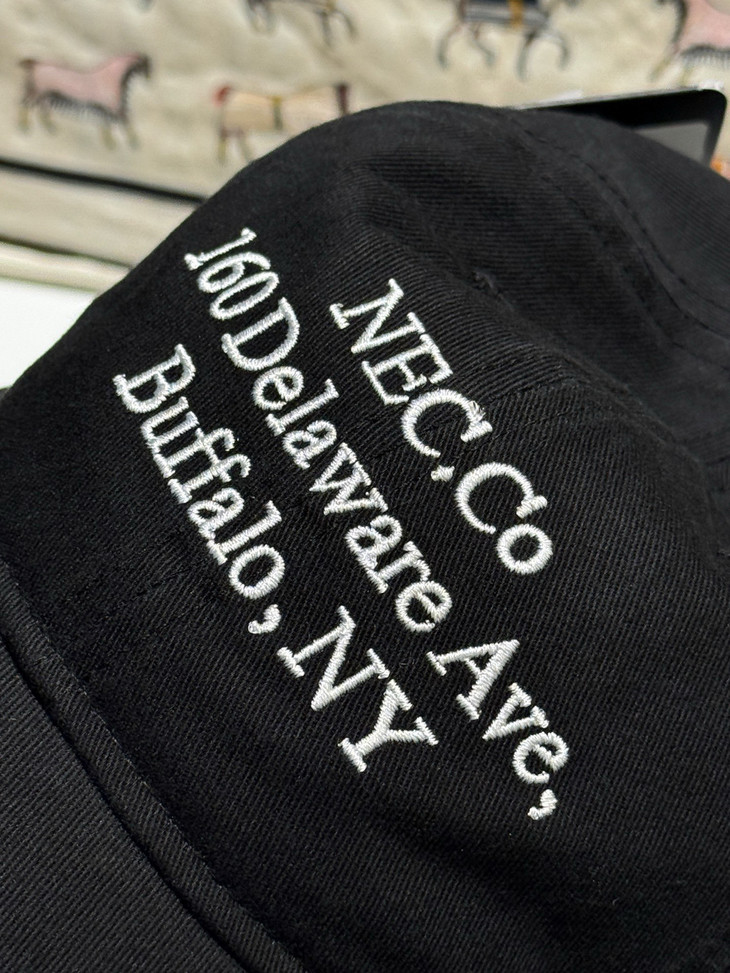 NEC.Co
160 Delaware Ave,
Buffalo, NY